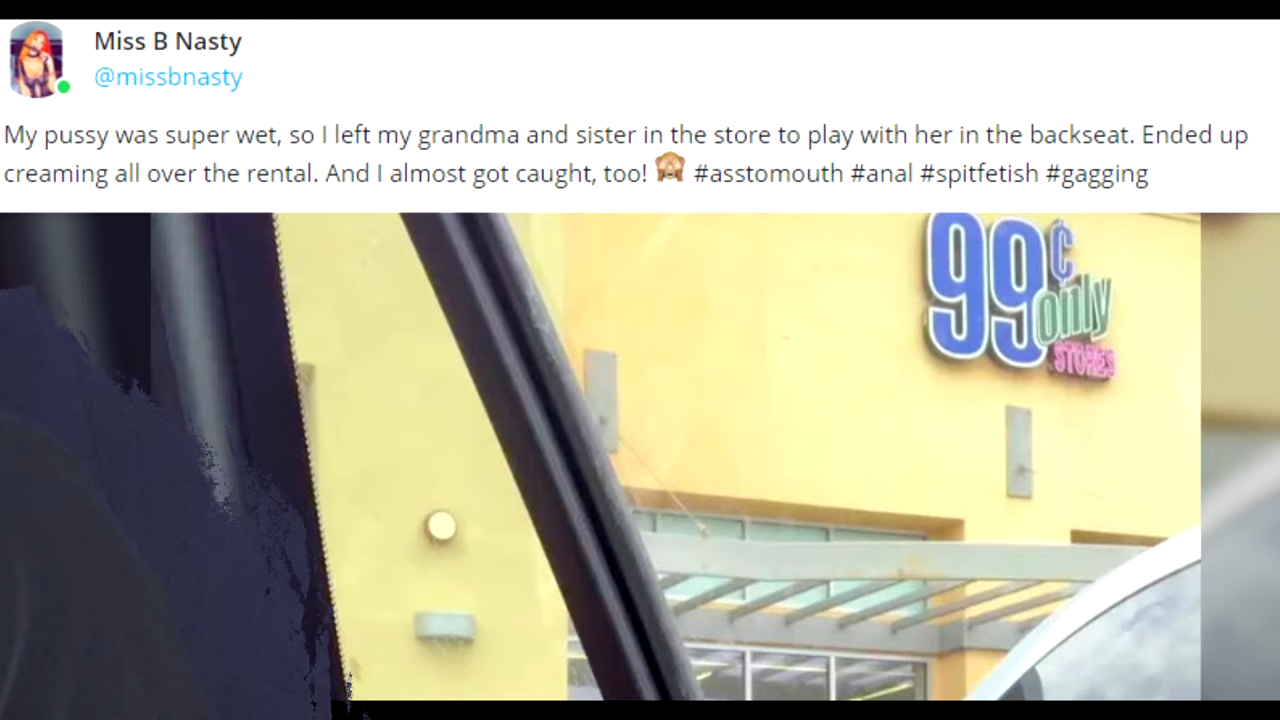 Miss B Nasty
@missbnasty
My pussy was super wet, so I left my grandma and sister in the store to play with her in the backseat. Ended up
creaming all over the rental. And I almost got caught, too! 🙈 #asstomouth #anal #spitfetish #gagging
99¢
only
STORES